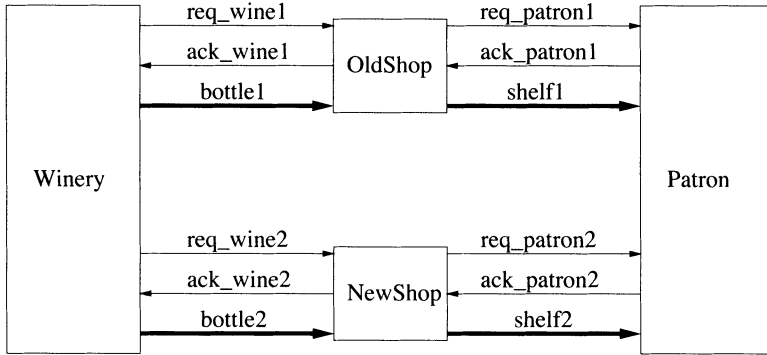 req_wine1
req_patron1
ack_wine1
ack_patron1
OldShop
bottle1
shelf1
Winery
Patron
req_wine2
req_patron2
ack_wine2
ack_patron2
NewShop
bottle2
shelf2